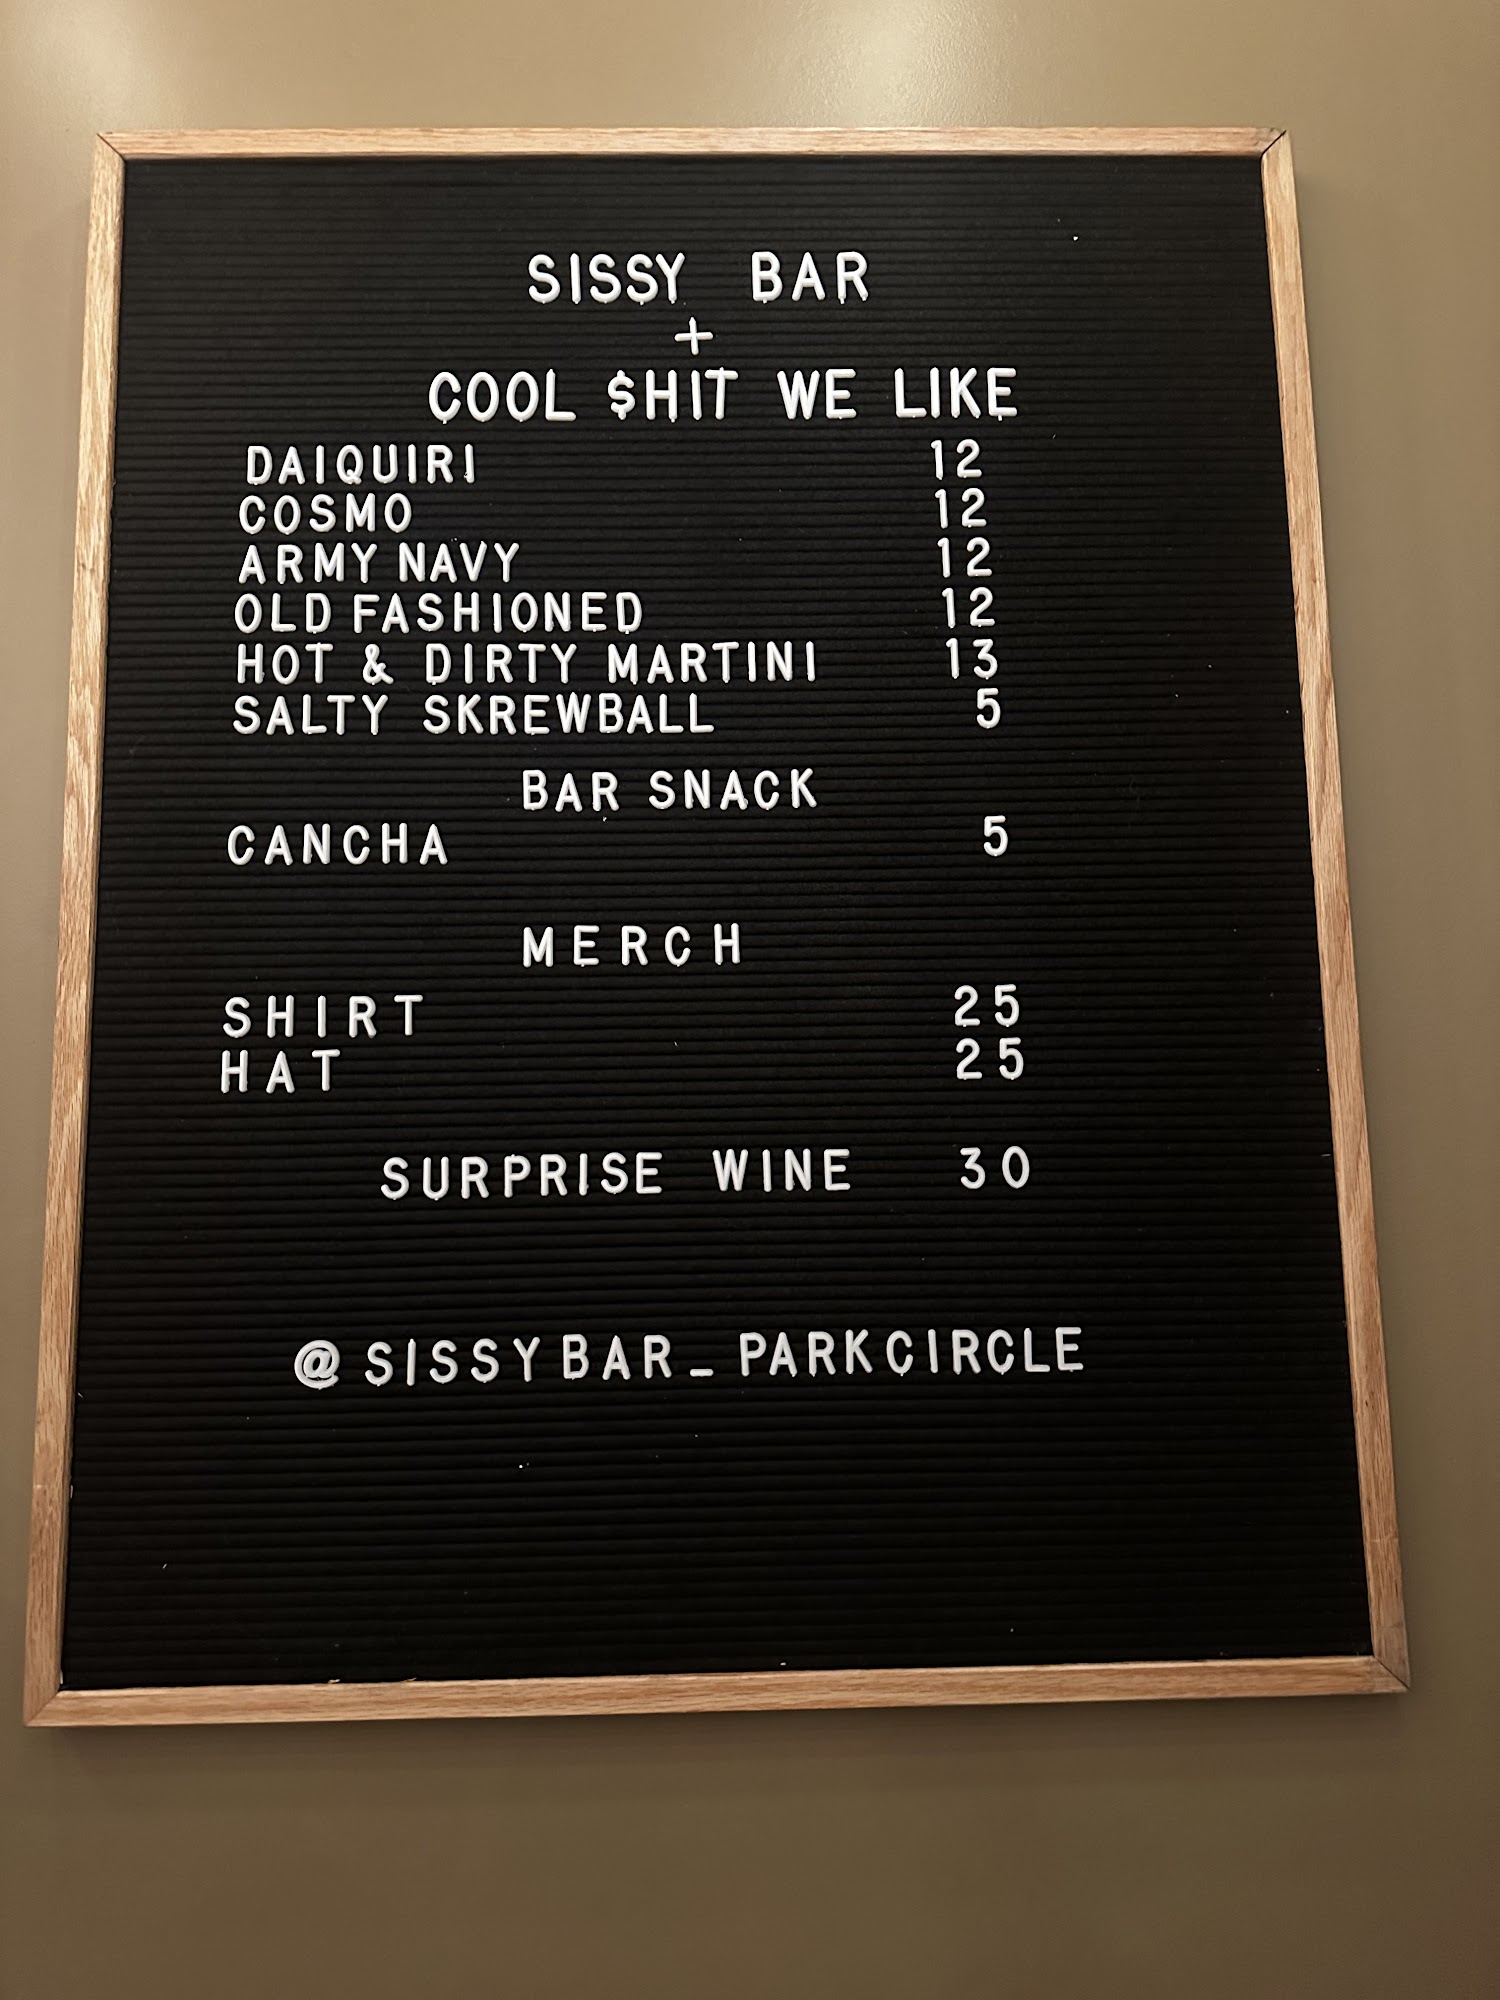 SISSY BAR
+
COOL $HIT WE LIKE
DAIQUIRI 12
COSMO 12
ARMY NAVY 12
OLD FASHIONED 12
HOT & DIRTY MARTINI 13
SALTY SKREWBALL 5
BAR SNACK
CANCHA 5
MERCH
SHIRT 25
HAT 25
SURPRISE WINE 30
@SISSYBAR_PARKCIRCLE